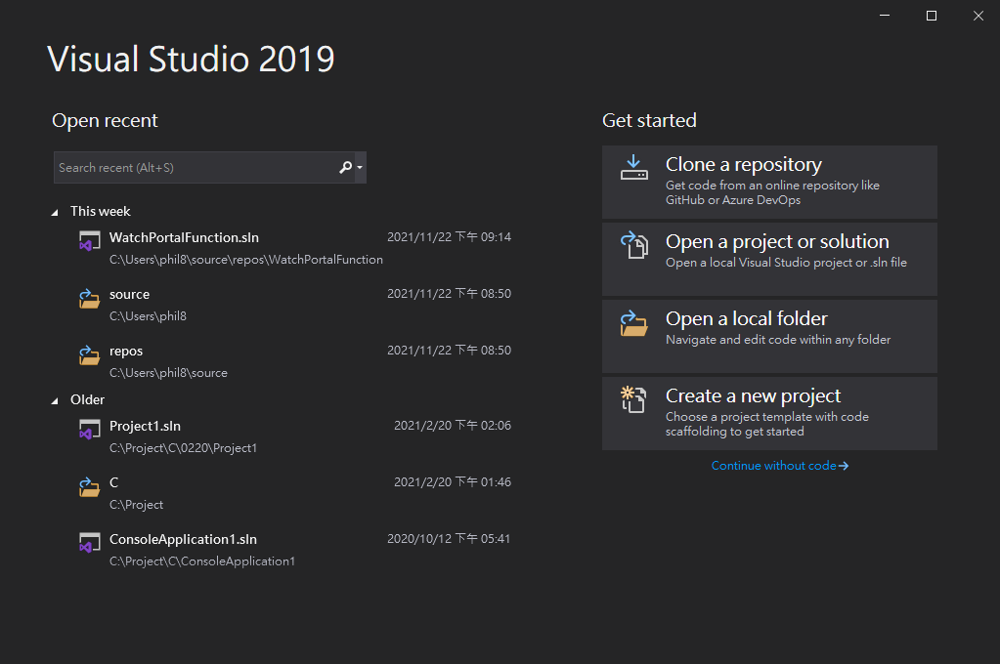 Visual Studio 2019
Open recent
Search recent (Alt+S)
This week
WatchPortalFunction.sln 2021/11/22 下午 09:14
C:\Users\phil8\source\repos\WatchPortalFunction
source 2021/11/22 下午 08:50
C:\Users\phil8
repos 2021/11/22 下午 08:50
C:\Users\phil8\source
Older
Project1.sln 2021/2/20 下午 02:06
C:\Project\C\0220\Project1
C 2021/2/20 下午 01:46
C:\Project
ConsoleApplication1.sln 2020/10/12 下午 05:41
C:\Project\C\ConsoleApplication1
Get started
Clone a repository
Get code from an online repository like
GitHub or Azure DevOps
Open a project or solution
Open a local Visual Studio project or .sln file
Open a local folder
Navigate and edit code within any folder
Create a new project
Choose a project template with code
scaffolding to get started
Continue without code→